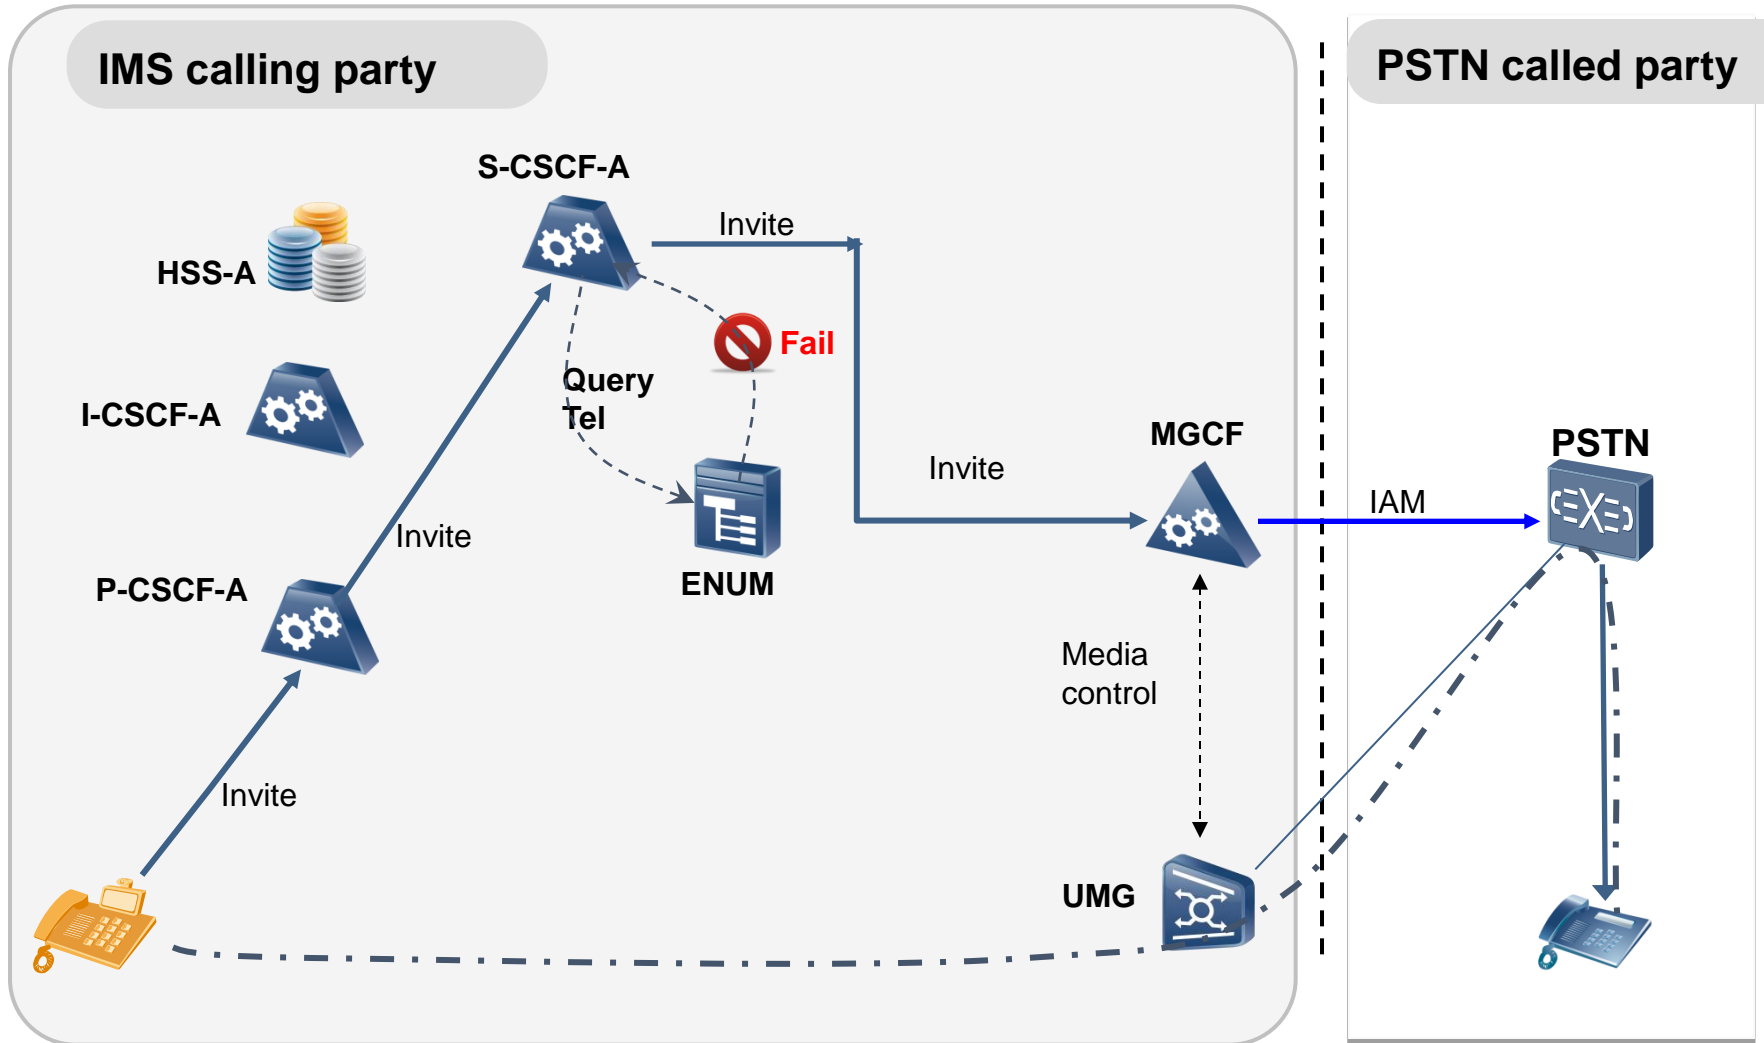 IMS calling party
PSTN called party
S-CSCF-A
Invite
HSS-A
Fail
Query
Tel
I-CSCF-A
MGCF
PSTN
Invite
IAM
Invite
P-CSCF-A
ENUM
Media
control
Invite
UMG